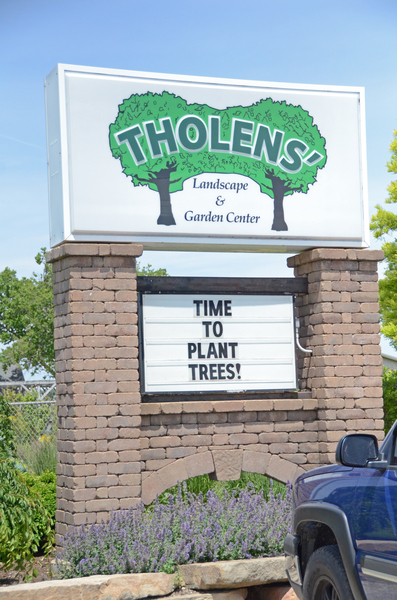 THOLENS'
Landscape
&
Garden Center
TIME
TO
PLANT
TREES!